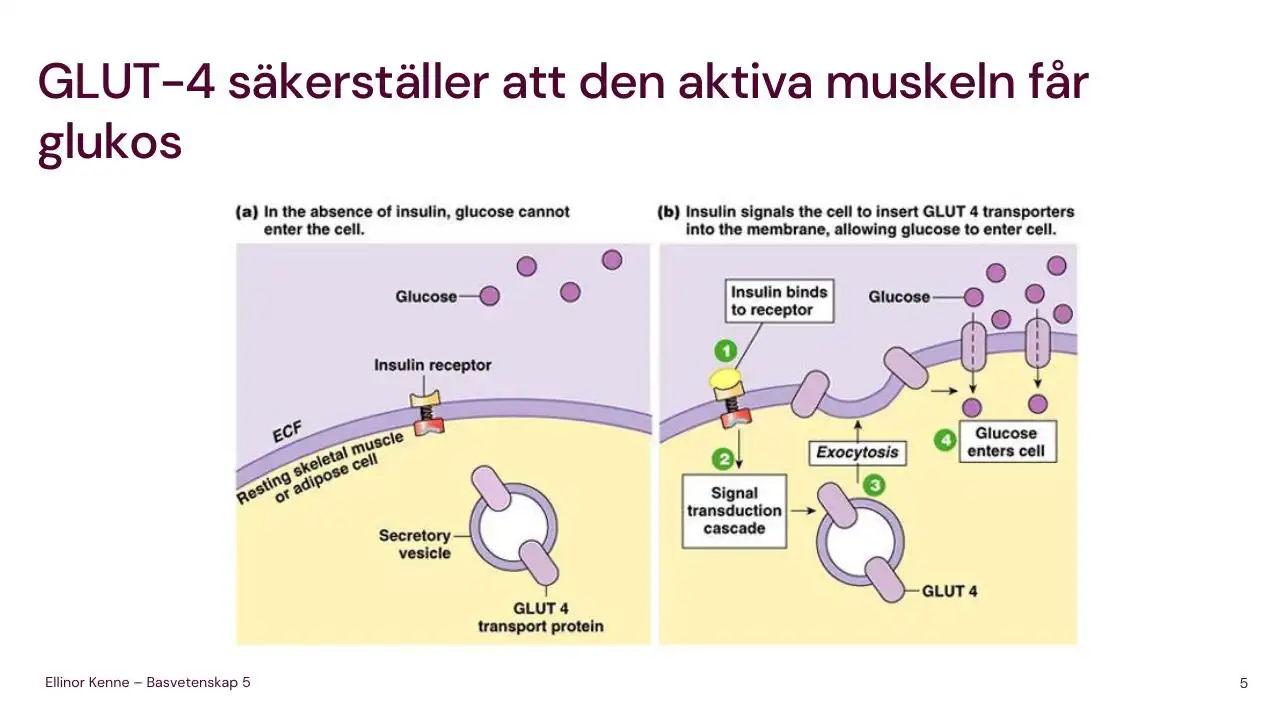 GLUT-4 säkerställer att den aktiva muskeln får
glukos
(a) In the absence of insulin, glucose cannot
enter the cell.
Glucose
Insulin receptor
ECF
Resting skeletal muscle
or adipose cell
Secretory
vesicle
GLUT 4
transport protein
(b) Insulin signals the cell to insert GLUT 4 transporters
into the membrane, allowing glucose to enter cell.
Insulin binds
to receptor
Glucose
1
2
Signal
transduction
cascade
Exocytosis
3
4
Glucose
enters cell
GLUT 4
Ellinor Kenne – Basvetenskap 5
5